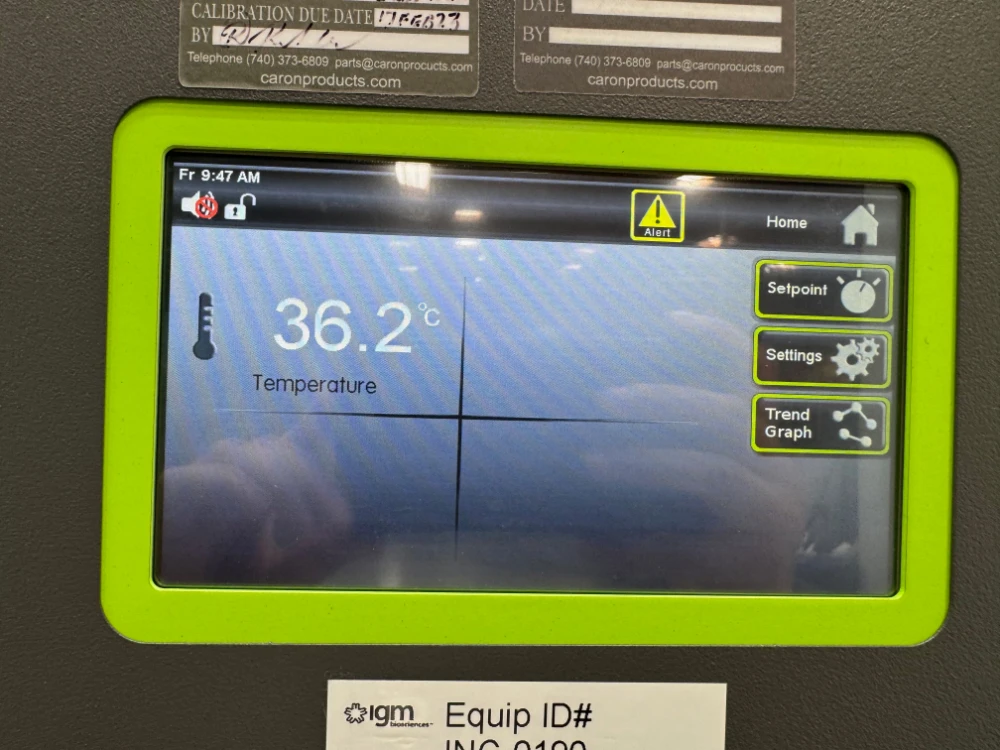 CALIBRATION DUE DATE 17FEB23
BY
Telephone (740) 373-6809 parts@caronprocucts.com
caronproducts.com
DATE
BY
Telephone (740) 373-6809 parts@caronprocucts.com
caronproducts.com
Fr 9:47 AM
Alert
Home
Setpoint
36.2°C
Temperature
Settings
Trend
Graph
igm biosciences Equip ID#